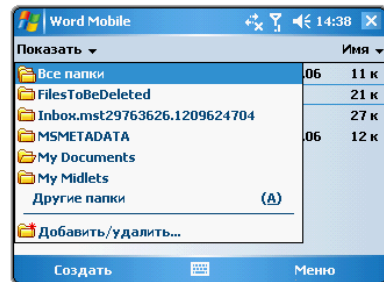 Word Mobile 14:38
Показать Имя
Все папки .06 11 к
FilesToBeDeleted 21 к
Inbox.mst29763626.1209624704 27 к
MSMETADATA .06 12 к
My Documents
My Midlets
Другие папки (A)
Добавить/удалить...
Создать Меню